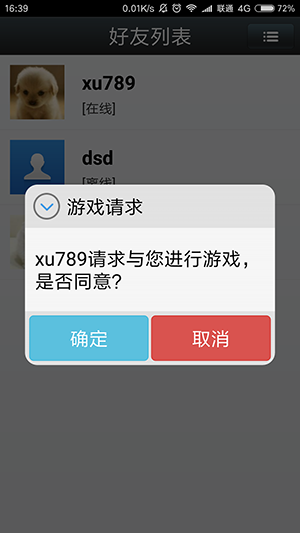 16:39 0.01K/s 联通 4G 72%
好友列表
xu789
[在线]
dsd
[离线]
游戏请求
xu789请求与您进行游戏，
是否同意?
确定 取消